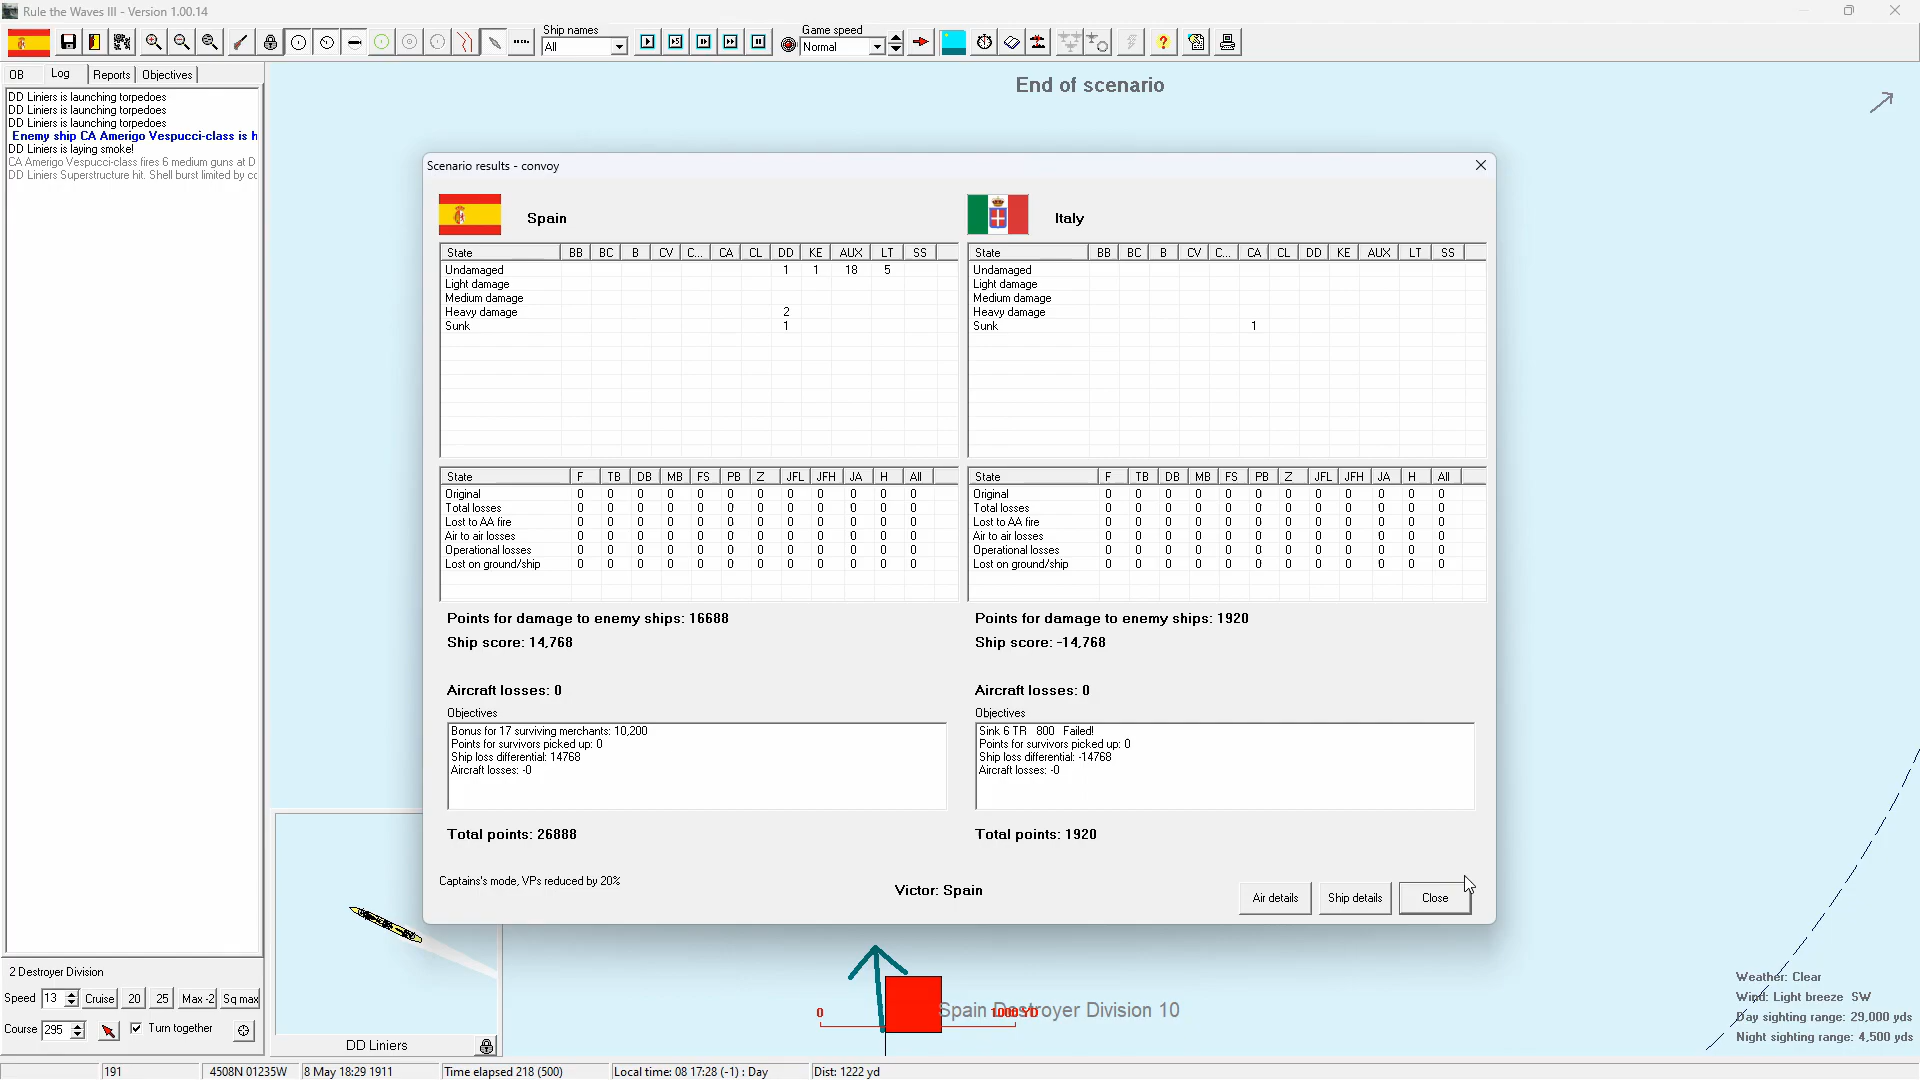 Rule the Waves III - Version 1.00.14
Ship names
All
Game speed
Normal
OB Log Reports Objectives
DD Liniers is launching torpedoes
DD Liniers is launching torpedoes
DD Liniers is launching torpedoes
Enemy ship CA Amerigo Vespucci-class is h
DD Liniers is laying smoke!
CA Amerigo Vespucci-class fires 6 medium guns at D
DD Liniers Superstructure hit. Shell burst limited by co
End of scenario
Scenario results - convoy
Spain
State BB BC B CV C... CA CL DD KE AUX LT SS
Undamaged 1 1 18 5
Light damage
Medium damage
Heavy damage 2
Sunk 1
State F TB DB MB FS PB Z JFL JFH JA H All
Original 0 0 0 0 0 0 0 0 0 0 0 0
Total losses 0 0 0 0 0 0 0 0 0 0 0 0
Lost to AA fire 0 0 0 0 0 0 0 0 0 0 0 0
Air to air losses 0 0 0 0 0 0 0 0 0 0 0 0
Operational losses 0 0 0 0 0 0 0 0 0 0 0 0
Lost on ground/ship 0 0 0 0 0 0 0 0 0 0 0 0
Points for damage to enemy ships: 16688
Ship score: 14,768
Aircraft losses: 0
Objectives
Bonus for 17 surviving merchants: 10,200
Points for survivors picked up: 0
Ship loss differential: 14768
Aircraft losses: -0
Total points: 26888
Italy
State BB BC B CV C... CA CL DD KE AUX LT SS
Undamaged
Light damage
Medium damage
Heavy damage
Sunk 1
State F TB DB MB FS PB Z JFL JFH JA H All
Original 0 0 0 0 0 0 0 0 0 0 0 0
Total losses 0 0 0 0 0 0 0 0 0 0 0 0
Lost to AA fire 0 0 0 0 0 0 0 0 0 0 0 0
Air to air losses 0 0 0 0 0 0 0 0 0 0 0 0
Operational losses 0 0 0 0 0 0 0 0 0 0 0 0
Lost on ground/ship 0 0 0 0 0 0 0 0 0 0 0 0
Points for damage to enemy ships: 1920
Ship score: -14,768
Aircraft losses: 0
Objectives
Sink 6 TR 800 Failed!
Points for survivors picked up: 0
Ship loss differential: -14768
Aircraft losses: -0
Total points: 1920
Captains's mode, VPs reduced by 20%
Victor: Spain
Air details Ship details Close
2 Destroyer Division
Speed 13 Cruise 20 25 Max -2 Sq max
Course 295 Turn together
DD Liniers
0 1000 YD
Spain Destroyer Division 10
Weather: Clear
Wind: Light breeze SW
Day sighting range: 29,000 yds
Night sighting range: 4,500 yds
191 4508N 01235W 8 May 18:29 1911 Time elapsed 218 (500) Local time: 08 17:28 (-1) : Day Dist: 1222 yd